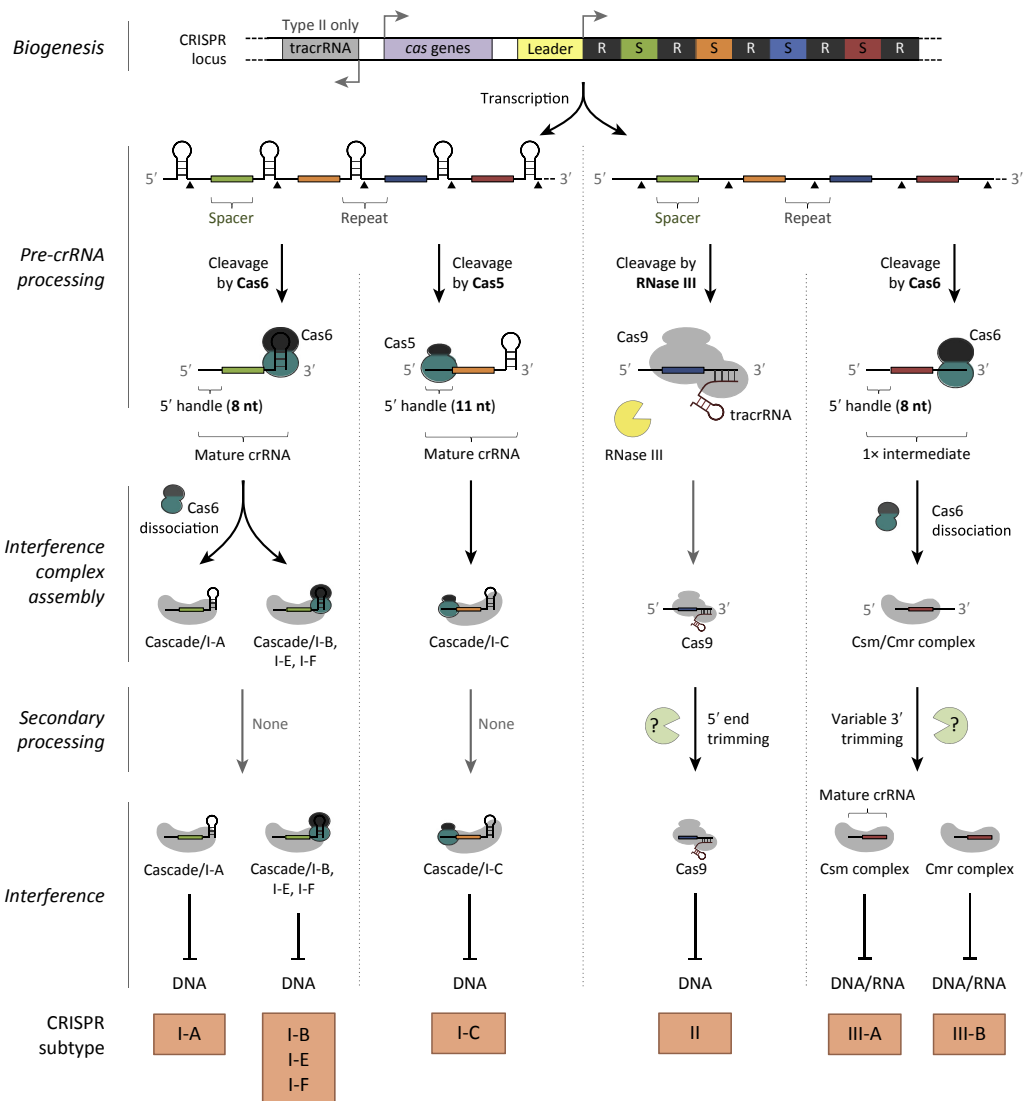 Biogenesis
Type II only
CRISPR
locus
tracrRNA
cas genes
Leader
R S R S R S R S R
Transcription
Pre-crRNA
processing
5′ 3′ 5′ 3′
Spacer Repeat Spacer Repeat
Cleavage
by Cas6
Cleavage
by Cas5
Cleavage by
RNase III
Cleavage
by Cas6
Cas6
5′ 3′
5′ handle (8 nt)
Mature crRNA
Cas5
5′ handle (11 nt)
Mature crRNA
Cas9
5′ 3′
tracrRNA
RNase III
Cas6
5′ 3′
5′ handle (8 nt)
1× intermediate
Interference
complex
assembly
Cas6
dissociation
Cascade/I-A
Cascade/I-B,
I-E, I-F
Cascade/I-C
5′ 3′
Cas9
Cas6
dissociation
5′ 3′
Csm/Cmr complex
Secondary
processing
None
None
?
5′ end
trimming
Variable 3′
trimming
?
Interference
Cascade/I-A
Cascade/I-B,
I-E, I-F
Cascade/I-C
Cas9
Mature crRNA
Csm complex
Cmr complex
DNA DNA DNA DNA DNA/RNA DNA/RNA
CRISPR
subtype
I-A
I-B
I-E
I-F
I-C
II
III-A
III-B